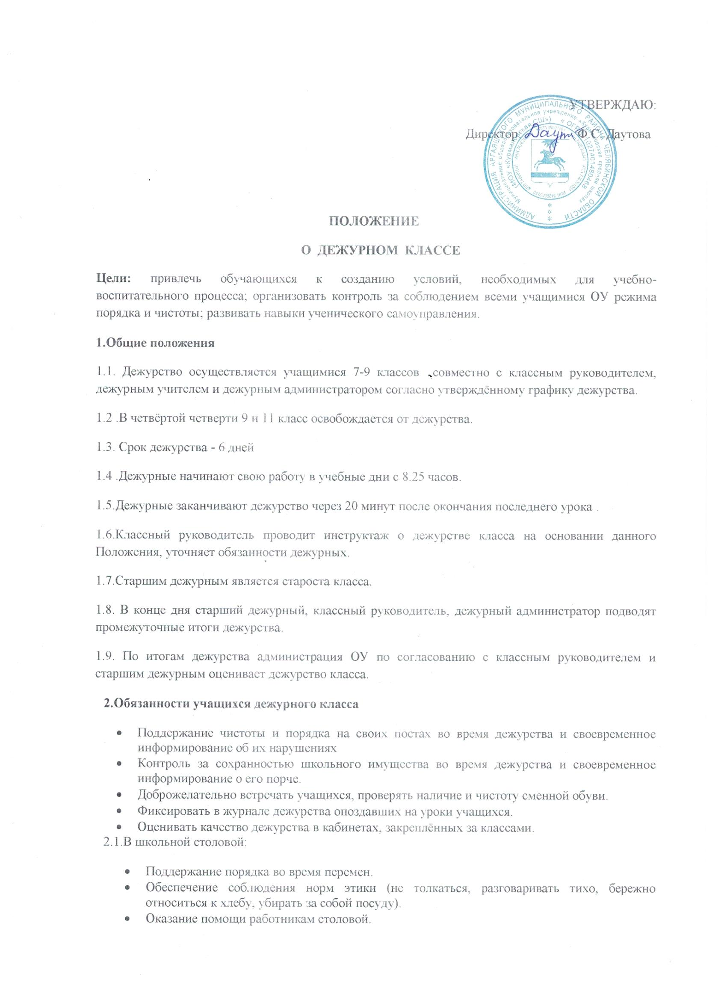 УТВЕРЖДАЮ:
Директор Даут Ф.С. Даутова
АДМИНИСТРАЦИЯ АРГАЯШСКОГО МУНИЦИПАЛЬНОГО РАЙОНА ЧЕЛЯБИНСКОЙ ОБЛАСТИ
Муниципальное общеобразовательное учреждение «Курмановская средняя школа»
(МОУ «Курмановская СШ») * ОГРН 1027401480468
ПОЛОЖЕНИЕ
О ДЕЖУРНОМ КЛАССЕ
Цели: привлечь обучающихся к созданию условий, необходимых для учебно-
воспитательного процесса; организовать контроль за соблюдением всеми учащимися ОУ режима
порядка и чистоты; развивать навыки ученического самоуправления.
1.Общие положения
1.1. Дежурство осуществляется учащимися 7-9 классов ,совместно с классным руководителем,
дежурным учителем и дежурным администратором согласно утверждённому графику дежурства.
1.2 .В четвёртой четверти 9 и 11 класс освобождается от дежурства.
1.3. Срок дежурства - 6 дней
1.4 .Дежурные начинают свою работу в учебные дни с 8.25 часов.
1.5.Дежурные заканчивают дежурство через 20 минут после окончания последнего урока .
1.6.Классный руководитель проводит инструктаж о дежурстве класса на основании данного
Положения, уточняет обязанности дежурных.
1.7.Старшим дежурным является староста класса.
1.8. В конце дня старший дежурный, классный руководитель, дежурный администратор подводят
промежуточные итоги дежурства.
1.9. По итогам дежурства администрация ОУ по согласованию с классным руководителем и
старшим дежурным оценивает дежурство класса.
2.Обязанности учащихся дежурного класса
• Поддержание чистоты и порядка на своих постах во время дежурства и своевременное
информирование об их нарушениях
• Контроль за сохранностью школьного имущества во время дежурства и своевременное
информирование о его порче.
• Доброжелательно встречать учащихся, проверять наличие и чистоту сменной обуви.
• Фиксировать в журнале дежурства опоздавших на уроки учащихся.
• Оценивать качество дежурства в кабинетах, закреплённых за классами.
2.1.В школьной столовой:
• Поддержание порядка во время перемен.
• Обеспечение соблюдения норм этики (не толкаться, разговаривать тихо, бережно
относиться к хлебу, убирать за собой посуду).
• Оказание помощи работникам столовой.